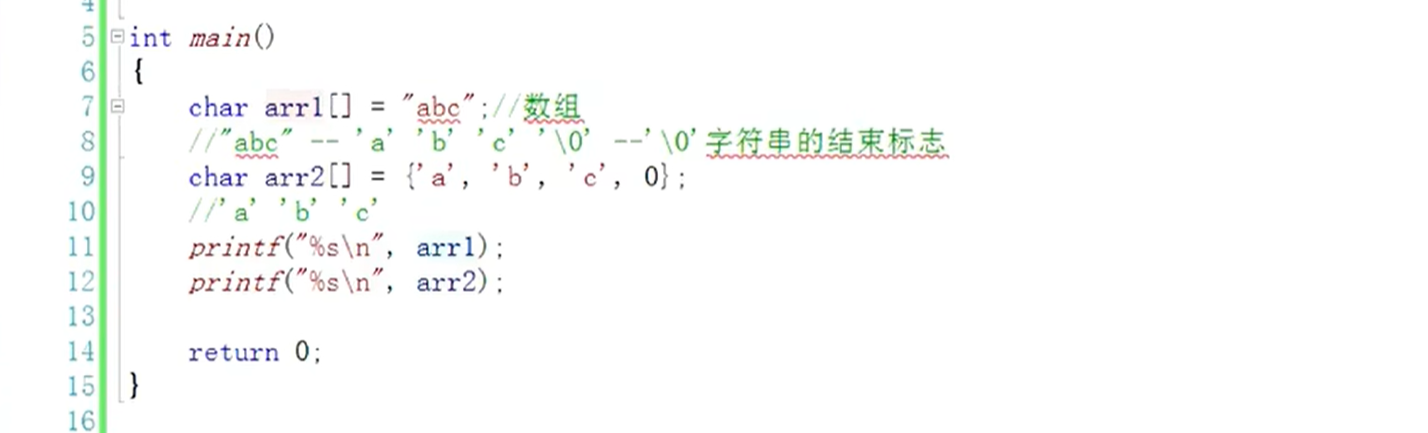 4
5 int main()
6 {
7 char arr1[] = "abc";//数组
8 //"abc" -- 'a' 'b' 'c' '\0' --'\0'字符串的结束标志
9 char arr2[] = {'a', 'b', 'c', 0};
10 //'a' 'b' 'c'
11 printf("%s\n", arr1);
12 printf("%s\n", arr2);
13
14 return 0;
15 }
16